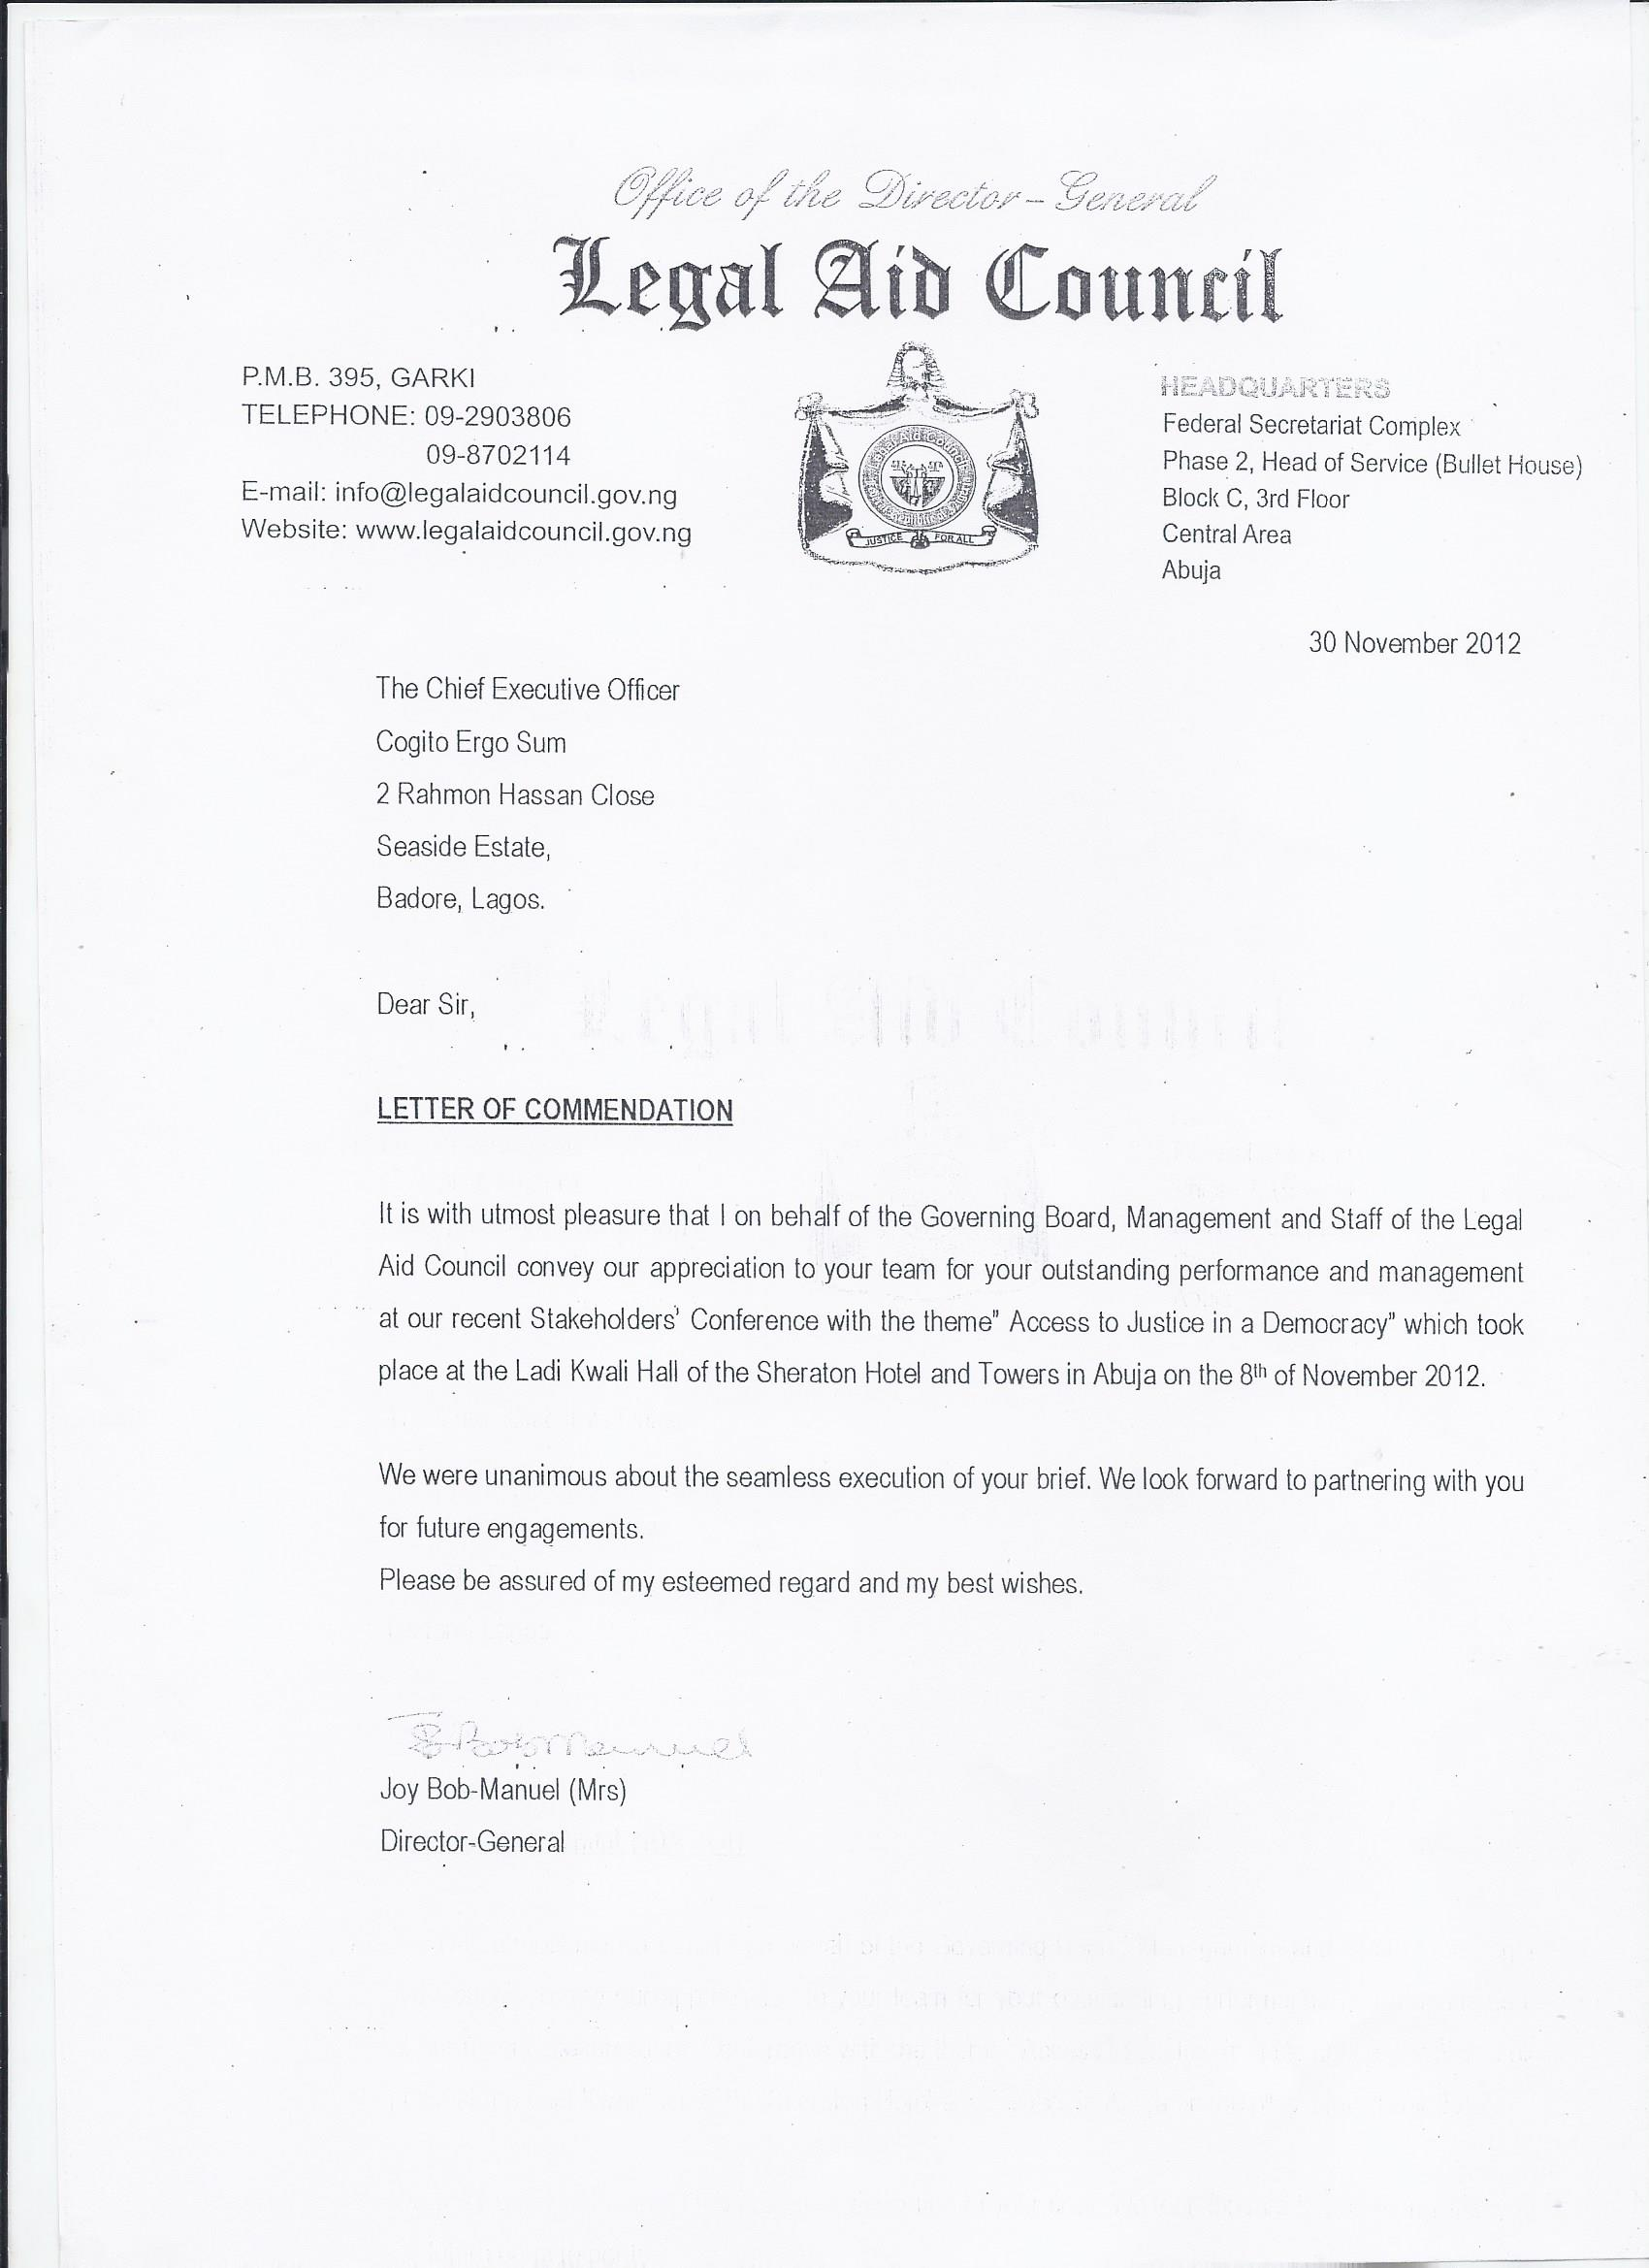 Office of the Director-General
Legal Aid Council
P.M.B. 395, GARKI
TELEPHONE: 09-2903806
09-8702114
E-mail: info@legalaidcouncil.gov.ng
Website: www.legalaidcouncil.gov.ng
Legal Aid Council
JUSTICE FOR ALL
HEADQUARTERS
Federal Secretariat Complex
Phase 2, Head of Service (Bullet House)
Block C, 3rd Floor
Central Area
Abuja
30 November 2012
The Chief Executive Officer
Cogito Ergo Sum
2 Rahmon Hassan Close
Seaside Estate,
Badore, Lagos.
Dear Sir,
LETTER OF COMMENDATION
It is with utmost pleasure that I on behalf of the Governing Board, Management and Staff of the Legal
Aid Council convey our appreciation to your team for your outstanding performance and management
at our recent Stakeholders' Conference with the theme" Access to Justice in a Democracy" which took
place at the Ladi Kwali Hall of the Sheraton Hotel and Towers in Abuja on the 8th of November 2012.
We were unanimous about the seamless execution of your brief. We look forward to partnering with you
for future engagements.
Please be assured of my esteemed regard and my best wishes.
BobManuel
Joy Bob-Manuel (Mrs)
Director-General